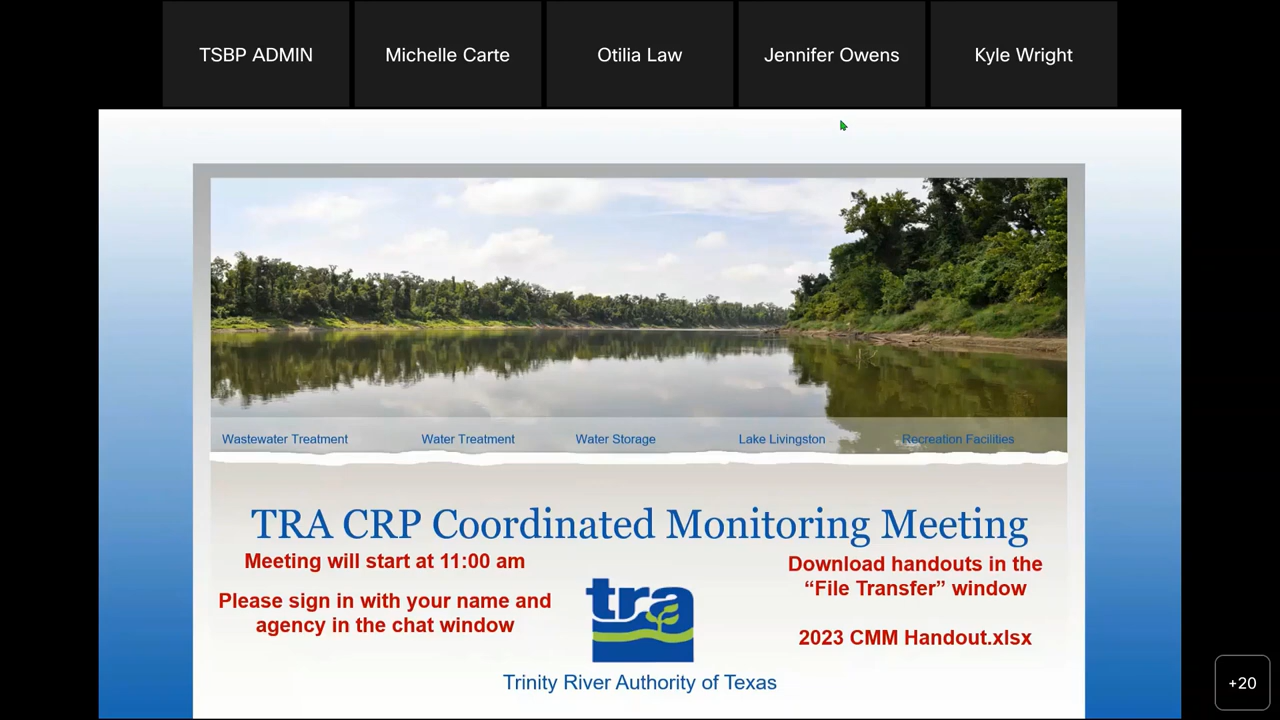 TSBP ADMIN
Michelle Carte
Otilia Law
Jennifer Owens
Kyle Wright
Wastewater Treatment
Water Treatment
Water Storage
Lake Livingston
Recreation Facilities
TRA CRP Coordinated Monitoring Meeting
Meeting will start at 11:00 am
Please sign in with your name and
agency in the chat window
tra
Download handouts in the
“File Transfer” window
2023 CMM Handout.xlsx
Trinity River Authority of Texas
+20